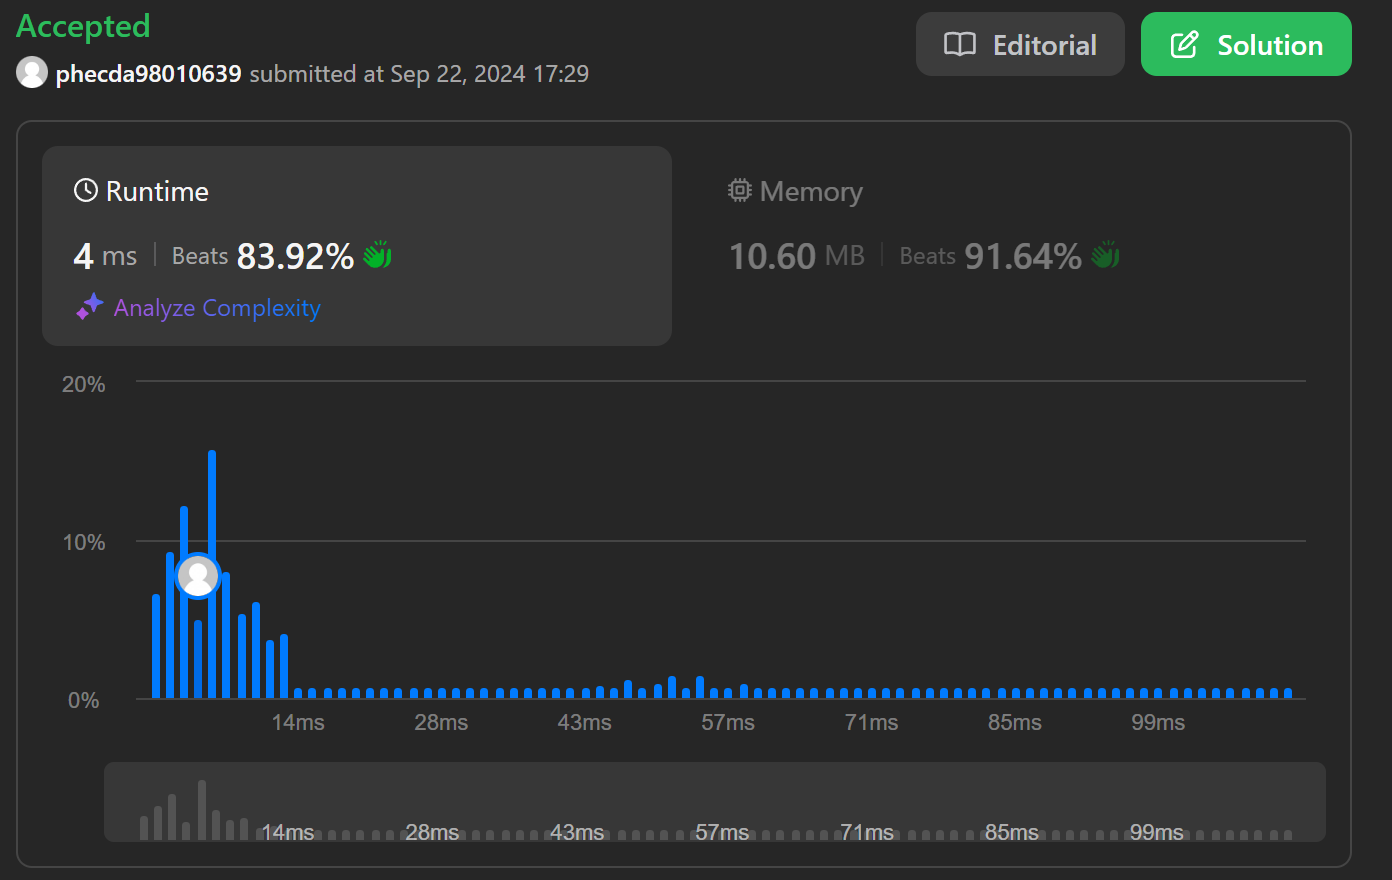 Accepted
phecda98010639 submitted at Sep 22, 2024 17:29
Editorial
Solution
Runtime
4 ms Beats 83.92%
Analyze Complexity
Memory
10.60 MB Beats 91.64%
20%
10%
0%
14ms 28ms 43ms 57ms 71ms 85ms 99ms
14ms 28ms 43ms 57ms 71ms 85ms 99ms